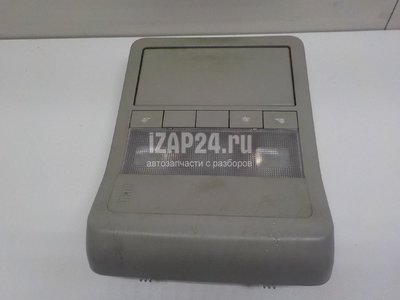 iZAP24.ru
автозапчасти с разборов